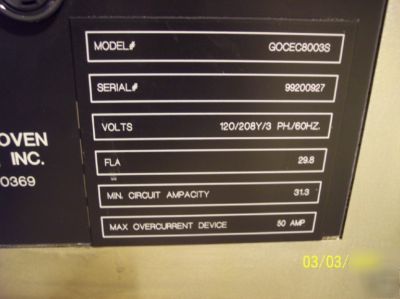 MODEL# GOCEC8003S
SERIAL# 99200927
VOLTS 120/208Y/3 PH./60HZ.
OVEN
INC.
0369
FLA 29.8
MIN. CIRCUIT AMPACITY 31.3
MAX OVERCURRENT DEVICE 50 AMP
03/03/